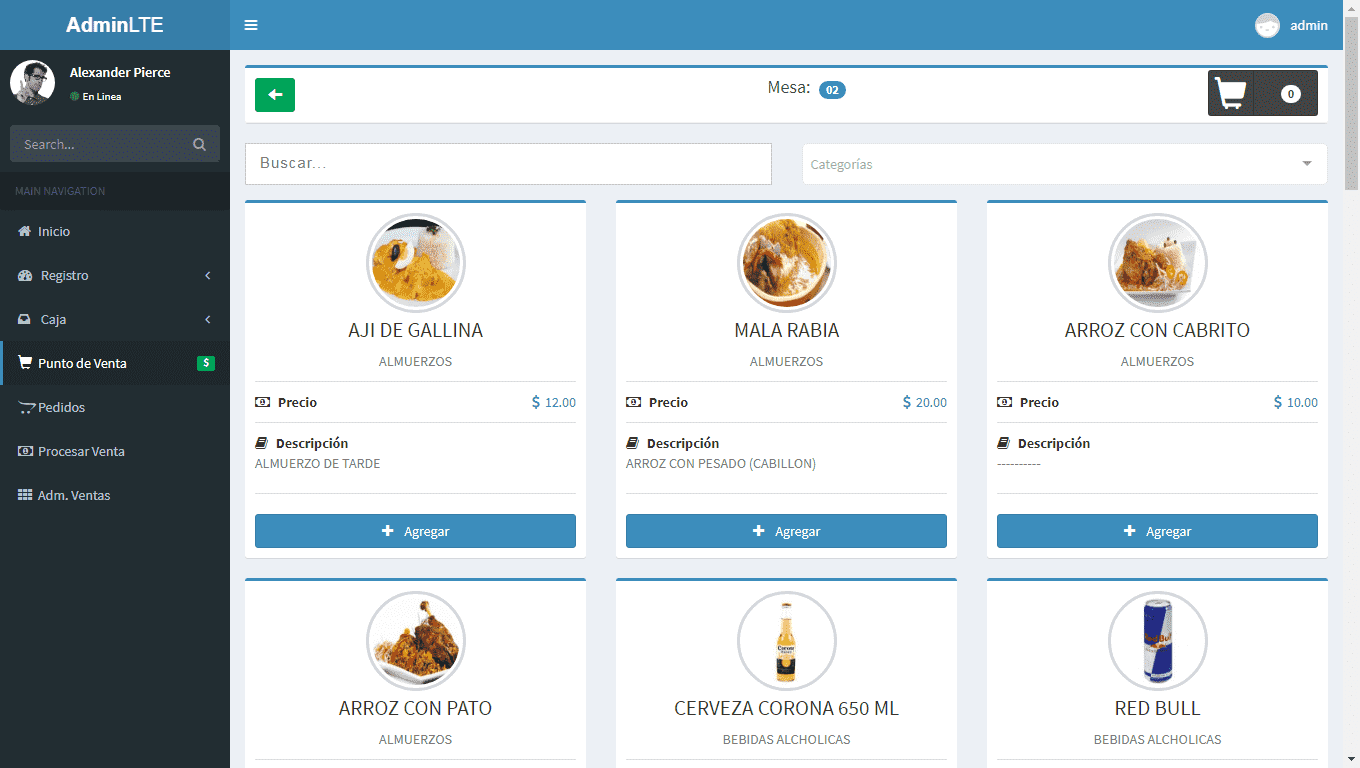 AdminLTE
admin
Alexander Pierce
En Linea
Search...
MAIN NAVIGATION
Inicio
Registro
Caja
Punto de Venta $
Pedidos
Procesar Venta
Adm. Ventas
Mesa: 02
0
Buscar...
Categorías
AJI DE GALLINA
ALMUERZOS
Precio $ 12.00
Descripción
ALMUERZO DE TARDE
Agregar
MALA RABIA
ALMUERZOS
Precio $ 20.00
Descripción
ARROZ CON PESADO (CABILLON)
Agregar
ARROZ CON CABRITO
ALMUERZOS
Precio $ 10.00
Descripción
----------
Agregar
ARROZ CON PATO
ALMUERZOS
Corona
CERVEZA CORONA 650 ML
BEBIDAS ALCHOLICAS
Red Bull
RED BULL
BEBIDAS ALCHOLICAS